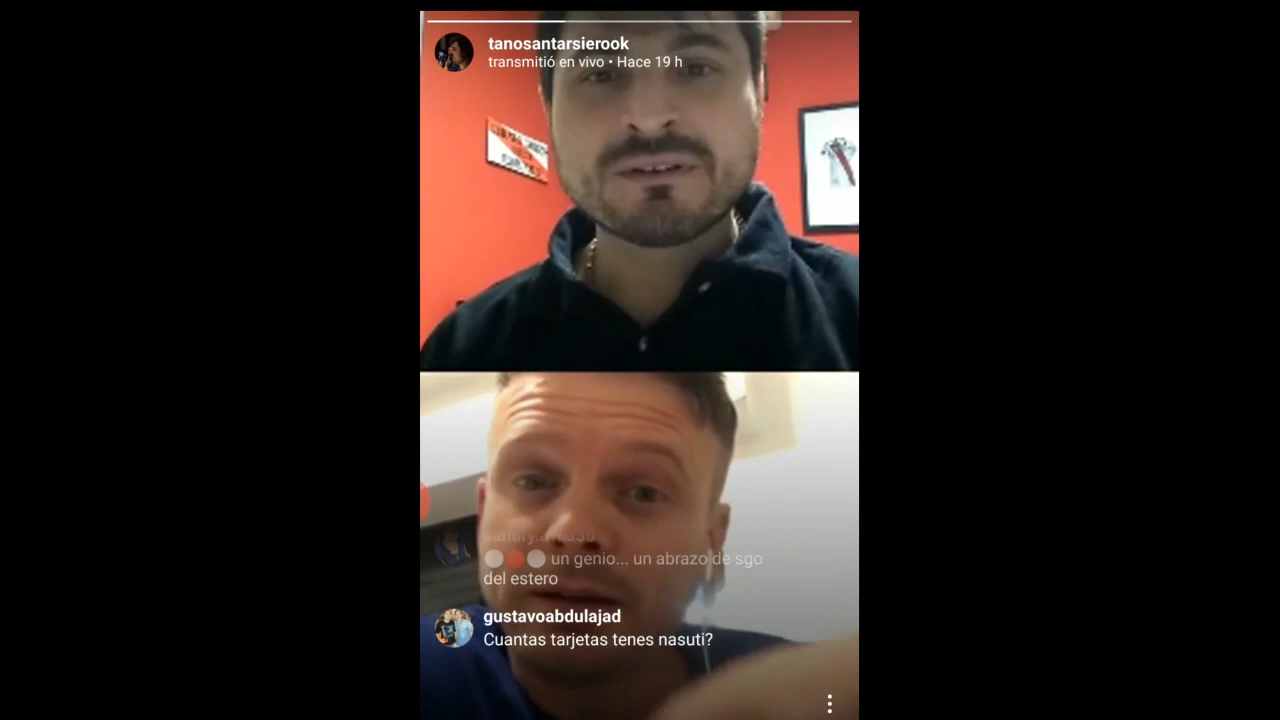 tanosantarsierook
transmitió en vivo • Hace 19 h
un genio... un abrazo de sgo
del estero
gustavoabdulajad
Cuantas tarjetas tenes nasuti?